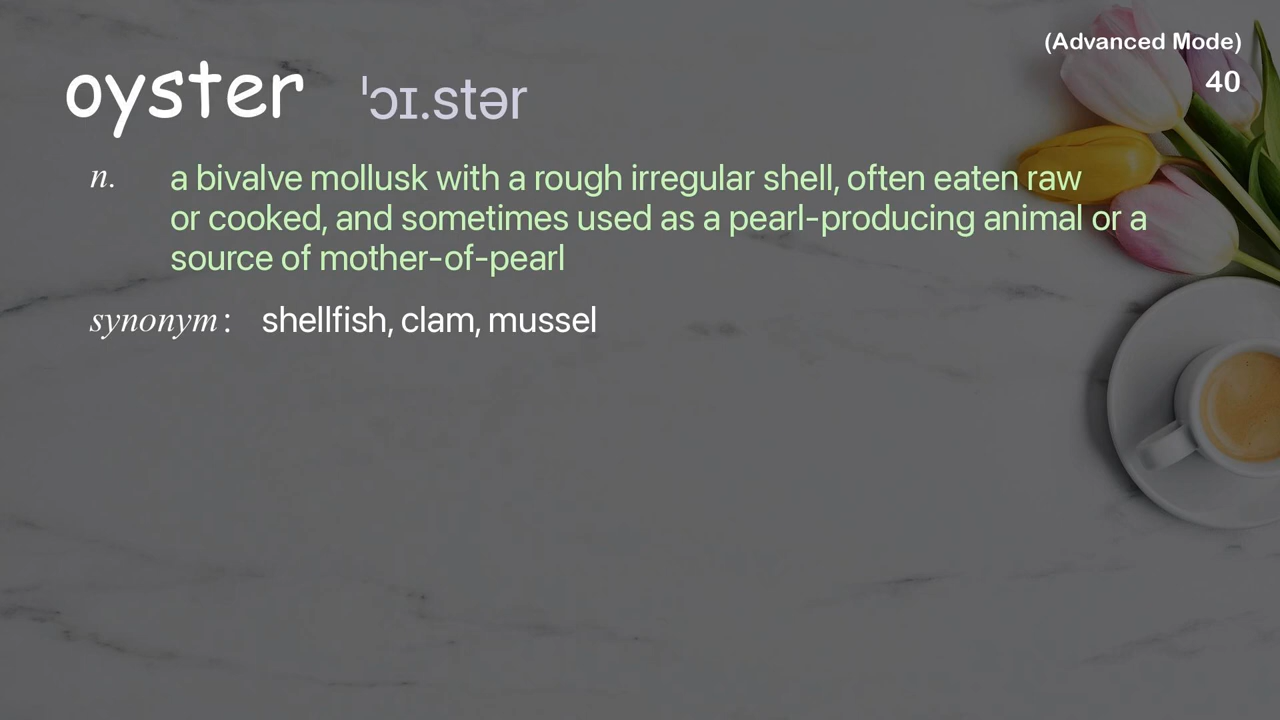 (Advanced Mode)
40
oyster ˈɔɪ.stər
n. a bivalve mollusk with a rough irregular shell, often eaten raw
or cooked, and sometimes used as a pearl-producing animal or a
source of mother-of-pearl
synonym : shellfish, clam, mussel